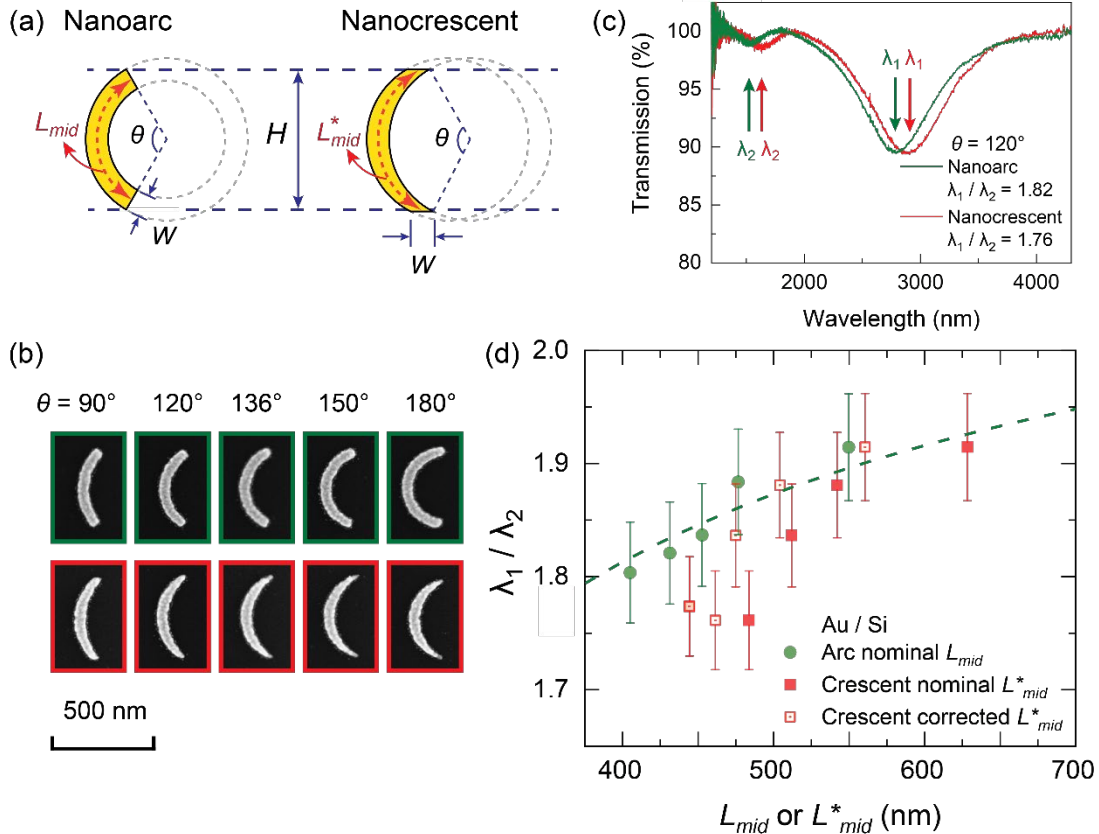 (a)
Nanoarc
Nanocrescent
L_mid
θ
W
H
L*_mid
θ
W
(b)
θ = 90°
120°
136°
150°
180°
500 nm
(c)
Transmission (%)
100
95
90
85
80
λ1
λ1
λ2
λ2
θ = 120°
Nanoarc
λ1 / λ2 = 1.82
Nanocrescent
λ1 / λ2 = 1.76
2000
3000
4000
Wavelength (nm)
(d)
λ1 / λ2
2.0
1.9
1.8
1.7
Au / Si
Arc nominal L_mid
Crescent nominal L*_mid
Crescent corrected L*_mid
400
450
500
550
600
650
700
L_mid or L*_mid (nm)